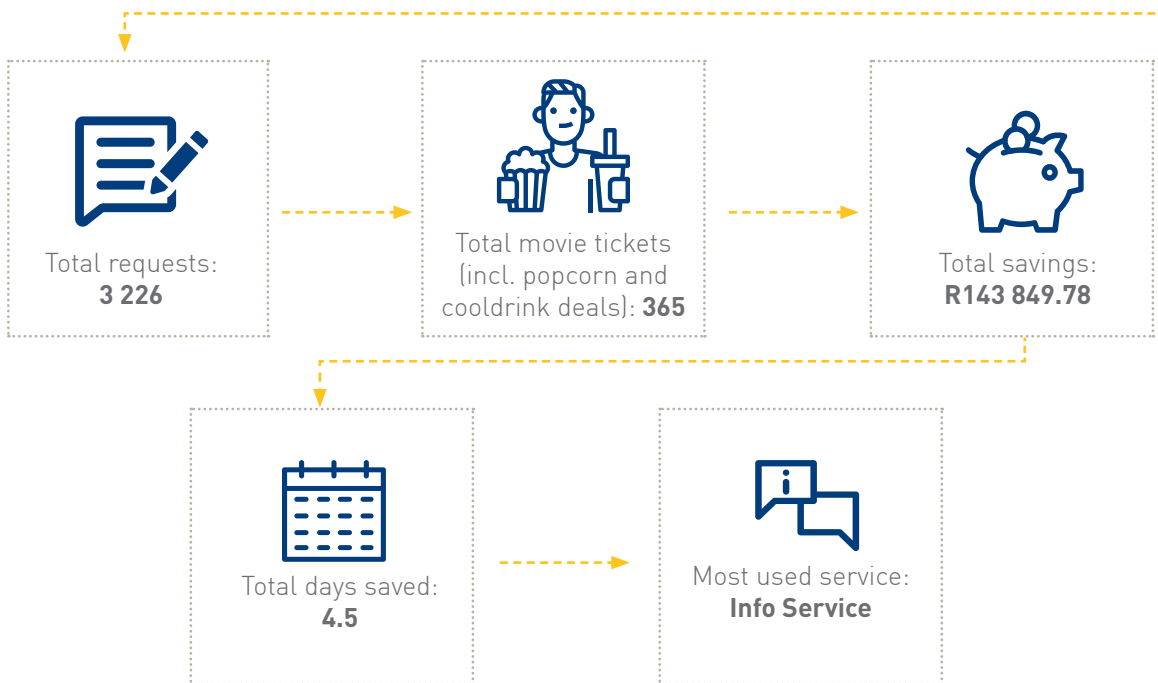 Total requests:
3 226
Total movie tickets
(incl. popcorn and
cooldrink deals): 365
Total savings:
R143 849.78
Total days saved:
4.5
i
Most used service:
Info Service